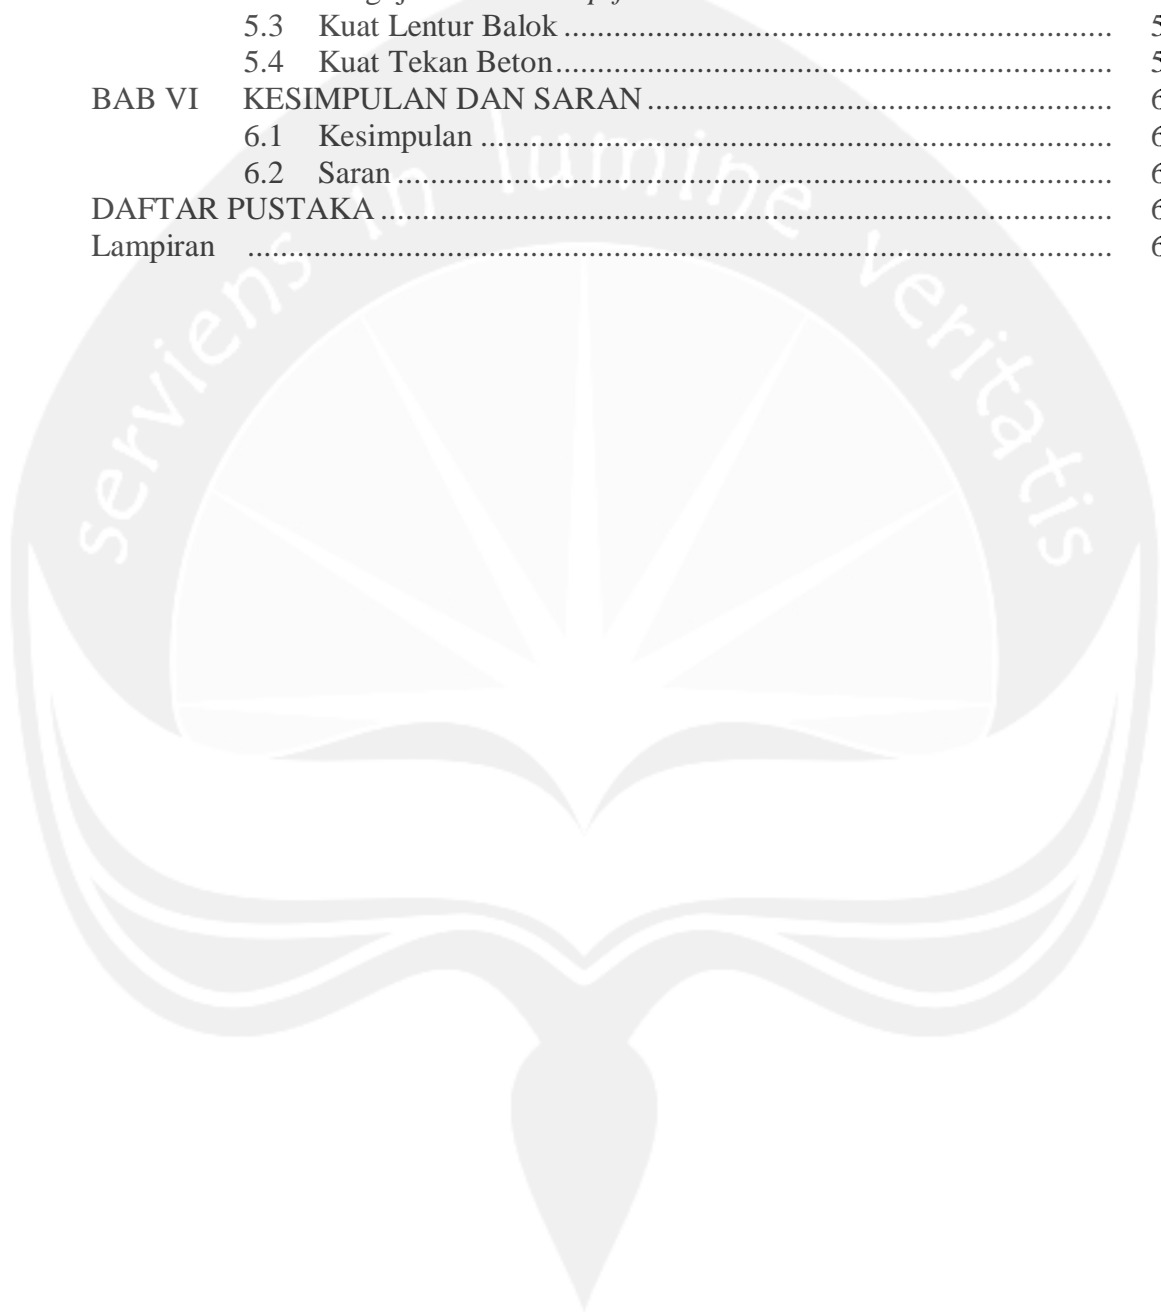 5.3 Kuat Lentur Balok ................................................................... 5
5.4 Kuat Tekan Beton.................................................................... 5
BAB VI KESIMPULAN DAN SARAN ......................................................... 6
6.1 Kesimpulan ............................................................................. 6
6.2 Saran ....................................................................................... 6
DAFTAR PUSTAKA ......................................................................................... 6
Lampiran ......................................................................................................... 6
serviens in lumine veritatis